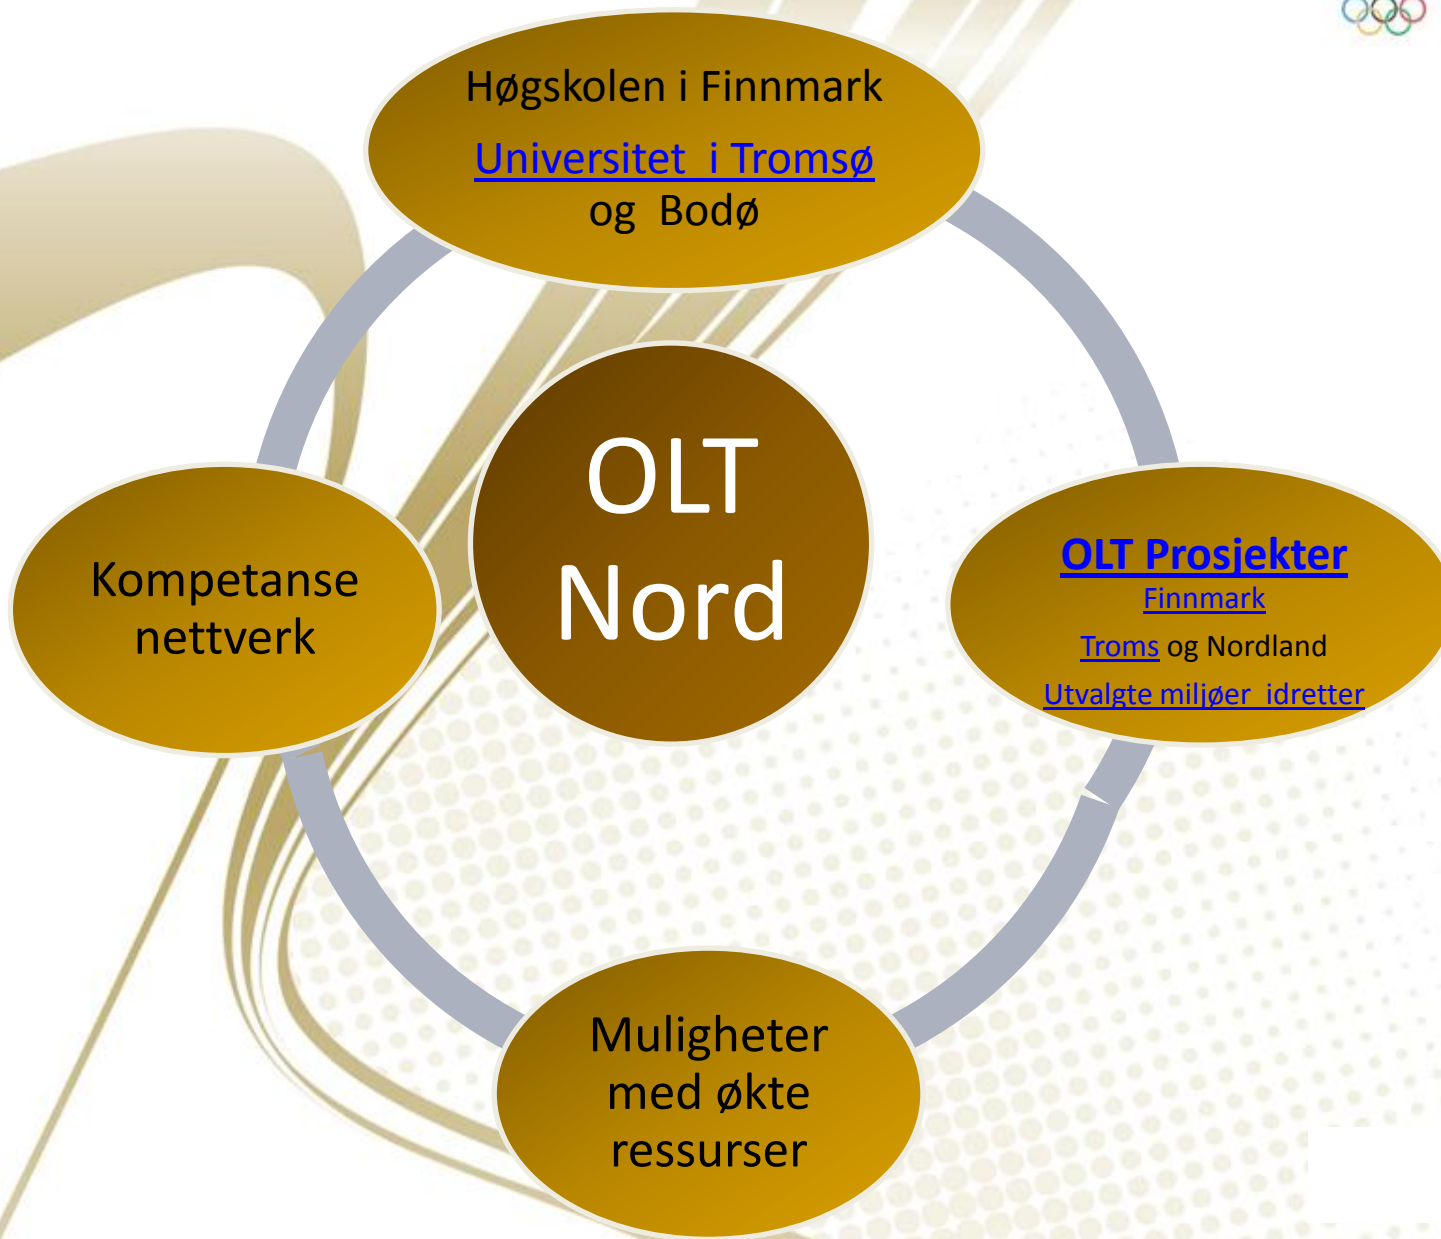 Høgskolen i Finnmark
Universitet i Tromsø
og Bodø
OLT
Nord
Kompetanse
nettverk
OLT Prosjekter
Finnmark
Troms og Nordland
Utvalgte miljøer idretter
Muligheter
med økte
ressurser